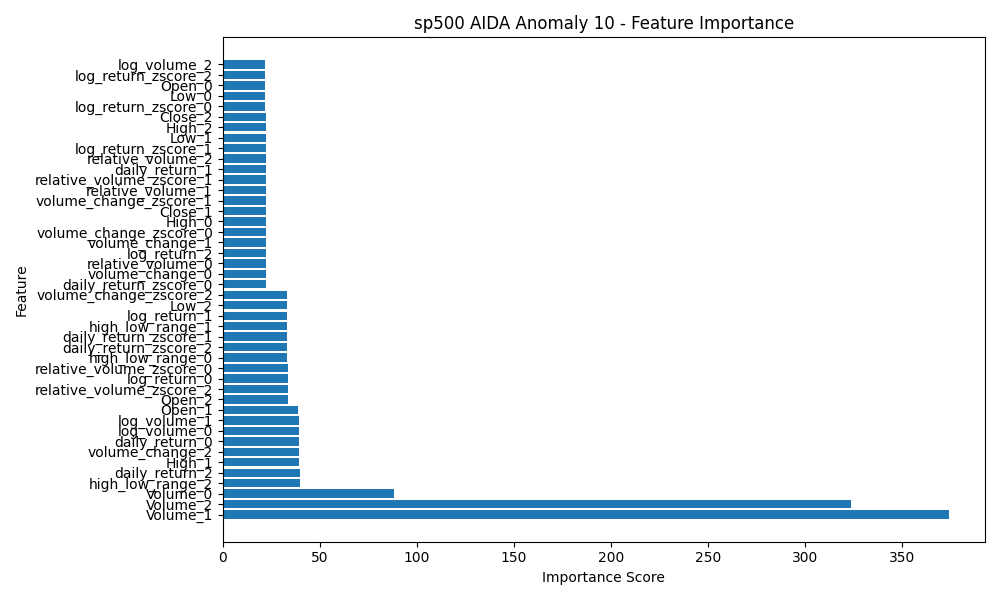 sp500 AIDA Anomaly 10 - Feature Importance
log_volume_2
log_return_zscore_2
Open_0
Low_0
log_return_zscore_0
Close_2
High_2
Low_1
log_return_zscore_1
relative_volume_2
daily_return_1
relative_volume_zscore_1
relative_volume_1
volume_change_zscore_1
Close_1
High_0
volume_change_zscore_0
volume_change_1
log_return_2
relative_volume_0
volume_change_0
daily_return_zscore_0
volume_change_zscore_2
Low_2
log_return_1
high_low_range_1
daily_return_zscore_1
daily_return_zscore_2
high_low_range_0
relative_volume_zscore_0
log_return_0
relative_volume_zscore_2
Open_2
Open_1
log_volume_1
log_volume_0
daily_return_0
volume_change_2
High_1
daily_return_2
high_low_range_2
Volume_0
Volume_2
Volume_1
Feature
0 50 100 150 200 250 300 350
Importance Score